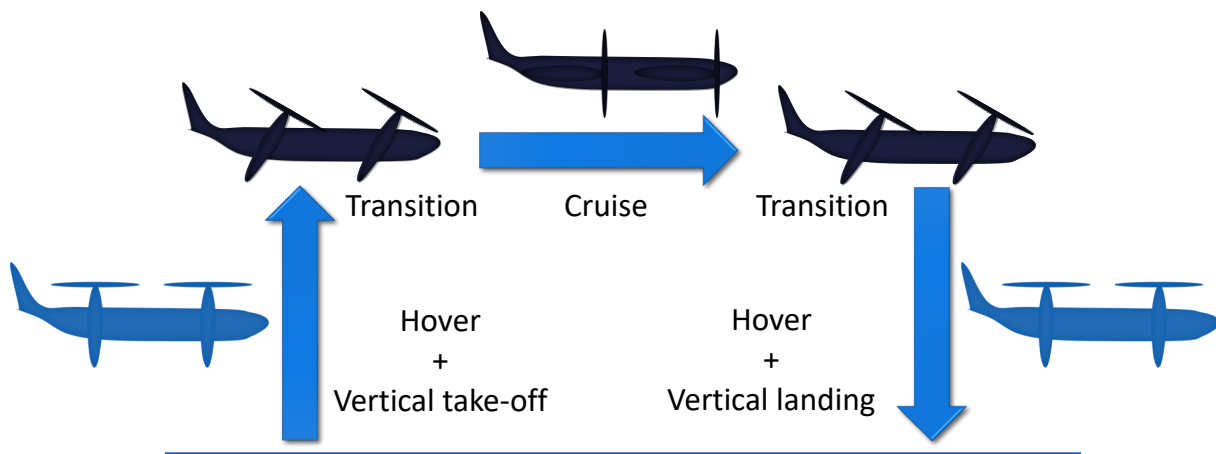 Transition
Cruise
Transition
Hover
+
Vertical take-off
Hover
+
Vertical landing